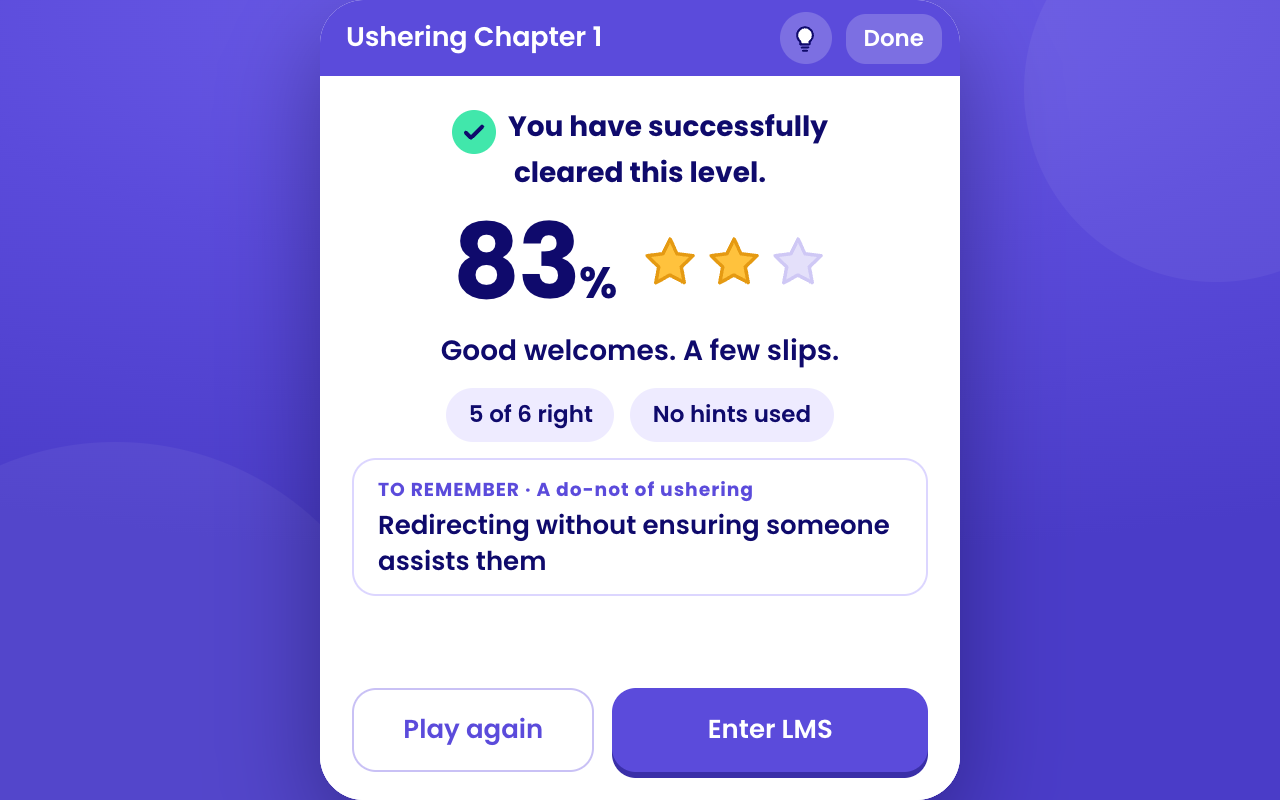 Ushering Chapter 1
Done
You have successfully
cleared this level.
83%
Good welcomes. A few slips.
5 of 6 right
No hints used
TO REMEMBER · A do-not of ushering
Redirecting without ensuring someone
assists them
Play again
Enter LMS